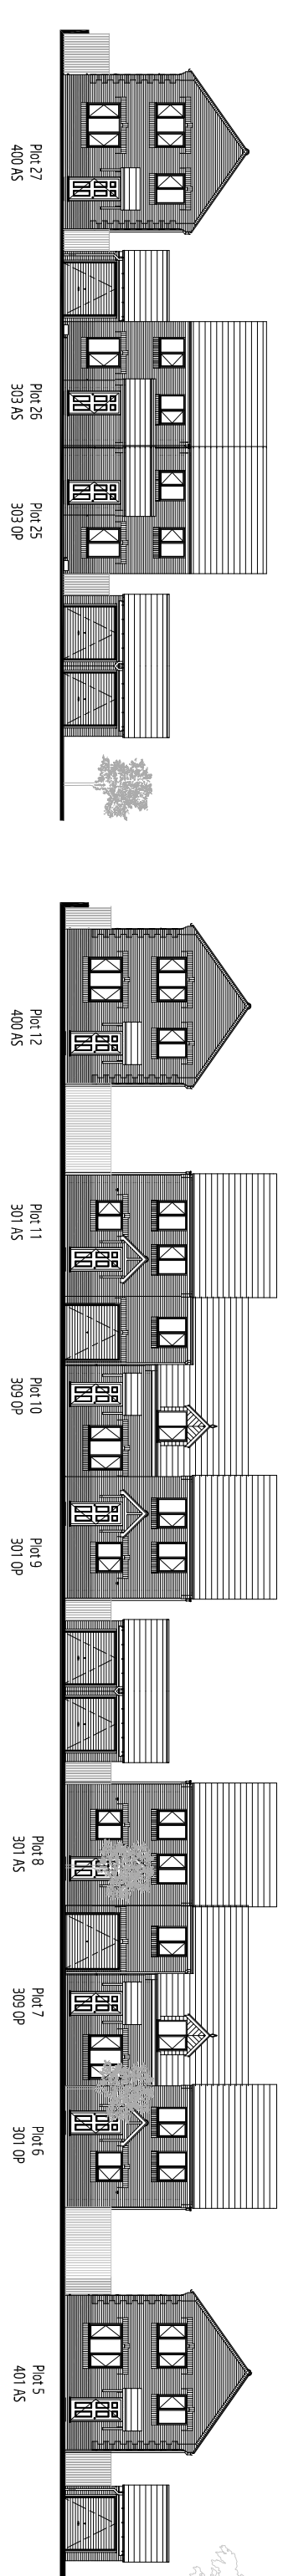 Plot 27
400 AS
Plot 26
303 AS
Plot 25
303 OP
Plot 12
400 AS
Plot 11
301 AS
Plot 10
309 OP
Plot 9
301 OP
Plot 8
301 AS
Plot 7
309 OP
Plot 6
301 OP
Plot 5
401 AS